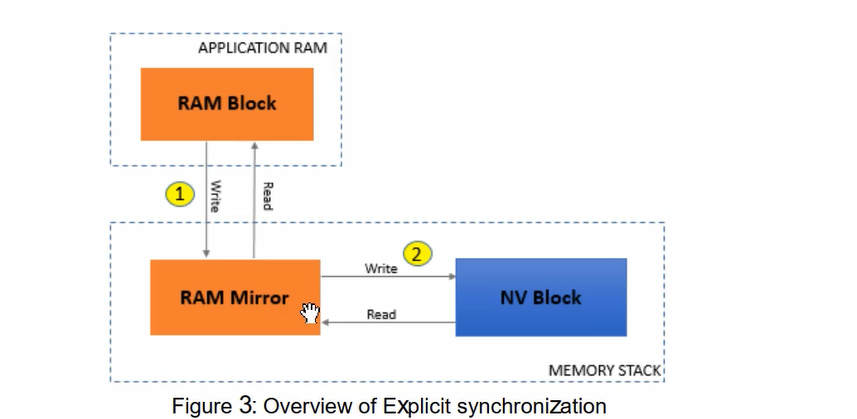 APPLICATION RAM
RAM Block
1
Write
Read
2
Write
RAM Mirror
NV Block
Read
MEMORY STACK
Figure 3: Overview of Explicit synchronization